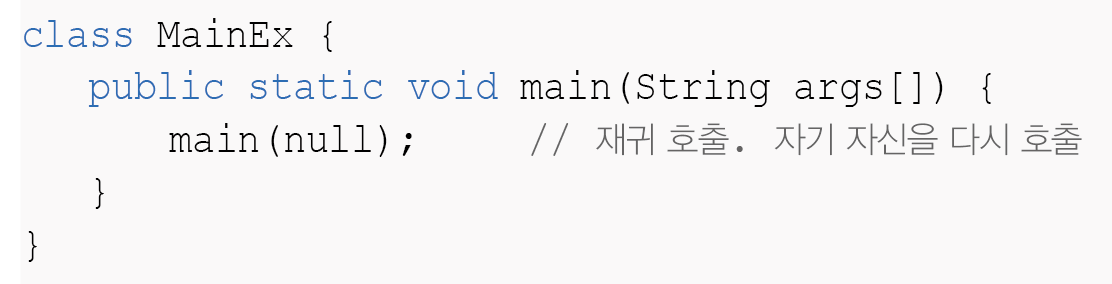 class MainEx {
public static void main(String args[]) {
main(null);	// 재귀 호출. 자기 자신을 다시 호출
}
}